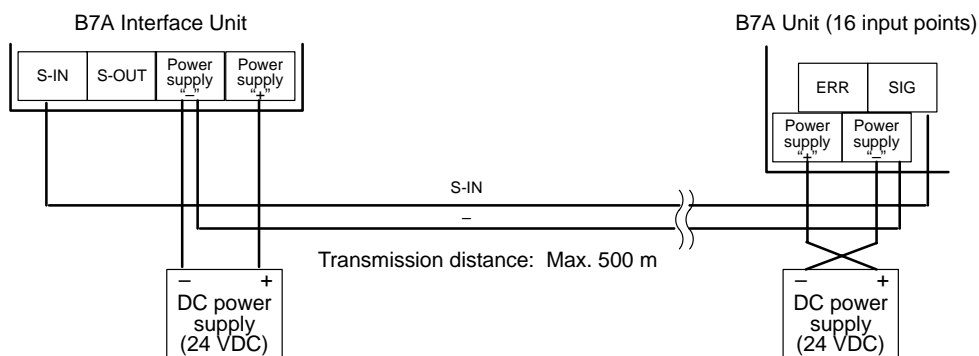 B7A Interface Unit
B7A Unit (16 input points)
S-IN
S-OUT
Power
supply
“–”
Power
supply
“+”
ERR
SIG
Power
supply
“+”
Power
supply
“–”
S-IN
–
Transmission distance: Max. 500 m
– +
DC power
supply
(24 VDC)
– +
DC power
supply
(24 VDC)